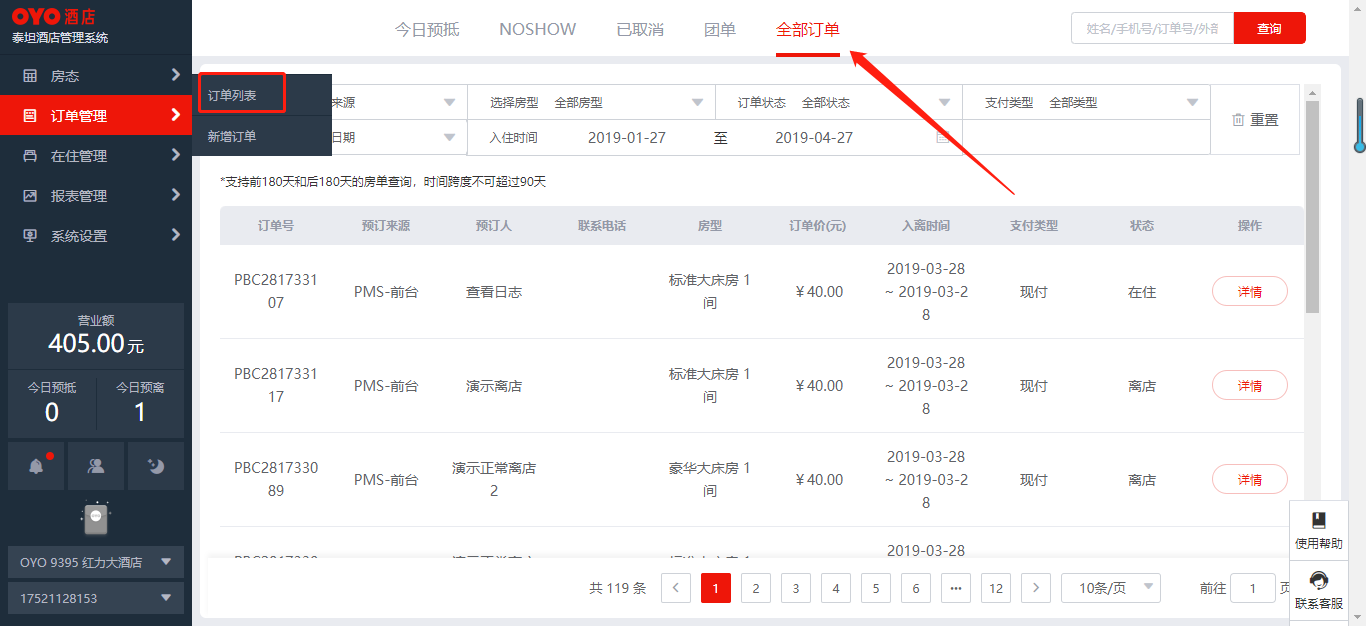 OYO 酒店
泰坦酒店管理系统
房态
订单管理
在住管理
报表管理
系统设置
营业额
405.00元
今日预抵 今日预离
0 1
OYO 9395 红力大酒店
17521128153
订单列表
新增订单
今日预抵 NOSHOW 已取消 团单 全部订单
姓名/手机号/订单号/外部 查询
来源 选择房型 全部房型 订单状态 全部状态 支付类型 全部类型
日期 入住时间 2019-01-27 至 2019-04-27
重置
*支持前180天和后180天的房单查询，时间跨度不可超过90天
订单号 预订来源 预订人 联系电话 房型 订单价(元) 入离时间 支付类型 状态 操作
PBC2817331
07 PMS-前台 查看日志 标准大床房 1
间 ￥40.00 2019-03-28
~ 2019-03-2
8 现付 在住 详情
PBC2817331
17 PMS-前台 演示离店 标准大床房 1
间 ￥40.00 2019-03-28
~ 2019-03-2
8 现付 离店 详情
PBC2817330
89 PMS-前台 演示正常离店
2 豪华大床房 1
间 ￥40.00 2019-03-28
~ 2019-03-2
8 现付 离店 详情
2019-03-28
共 119 条 1 2 3 4 5 6 ••• 12 10条/页 前往 1
使用帮助
联系客服